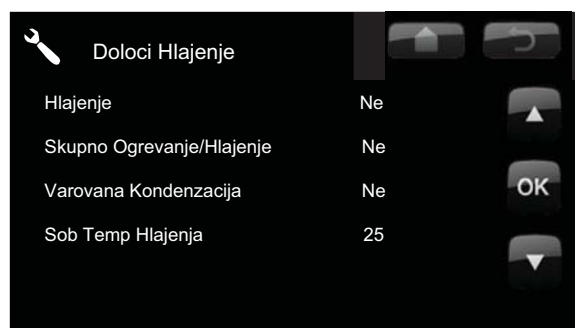 Doloci Hlajenje
Hlajenje Ne
Skupno Ogrevanje/Hlajenje Ne
Varovana Kondenzacija Ne
OK
Sob Temp Hlajenja 25